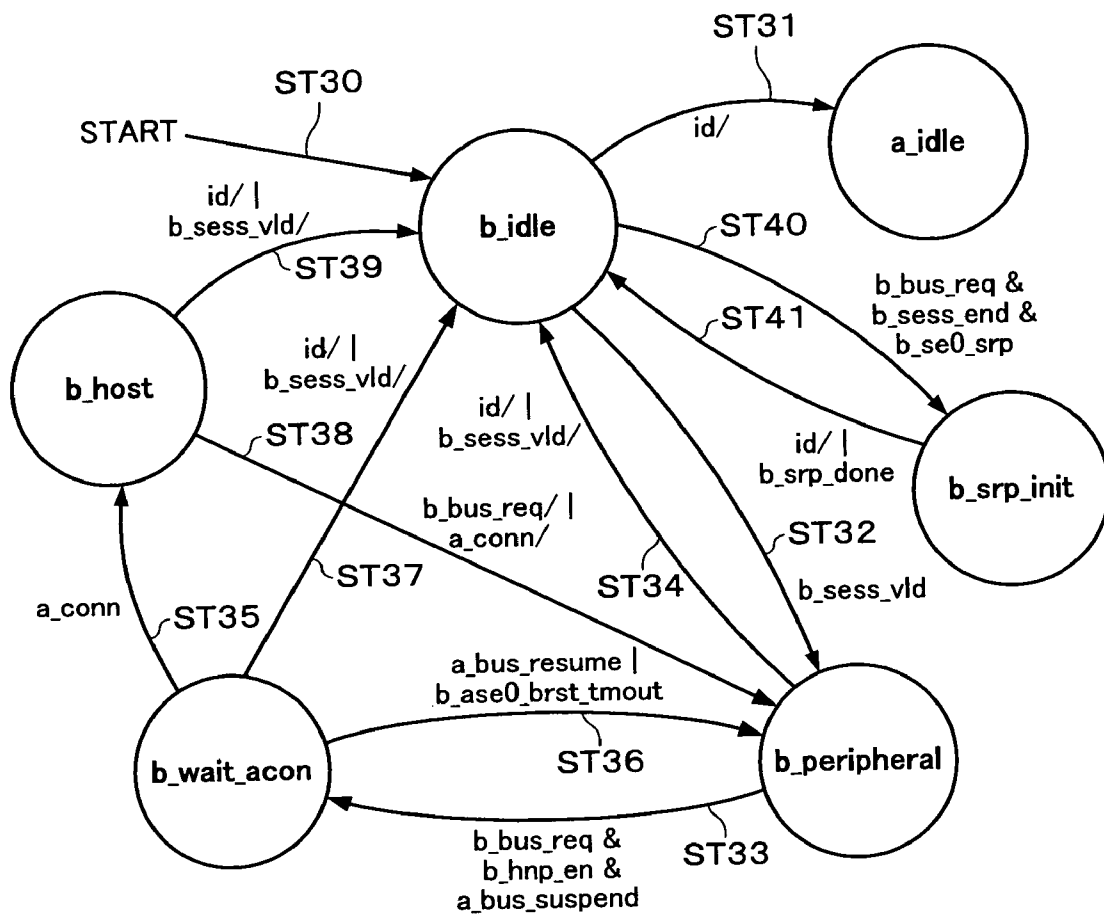 ST31
ST30
START
id/
a_idle
id/ |
b_sess_vld/
b_idle
ST40
ST39
b_bus_req &
b_sess_end &
b_se0_srp
ST41
id/ |
b_sess_vld/
b_host
id/ |
b_sess_vld/
ST38
id/ |
b_srp_done
b_srp_init
b_bus_req/ |
a_conn/
ST32
ST37
ST34
b_sess_vld
a_conn
ST35
a_bus_resume |
b_ase0_brst_tmout
b_wait_acon
ST36
b_peripheral
b_bus_req &
b_hnp_en &
a_bus_suspend
ST33